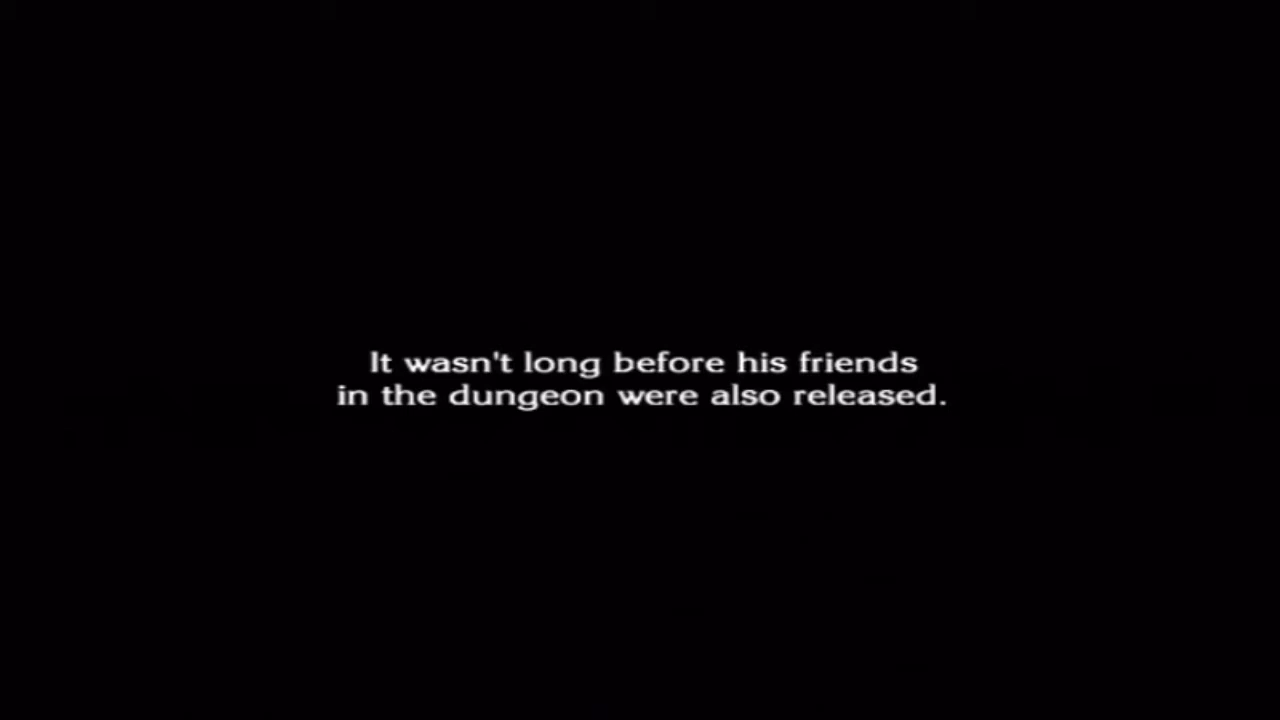 It wasn't long before his friends
in the dungeon were also released.